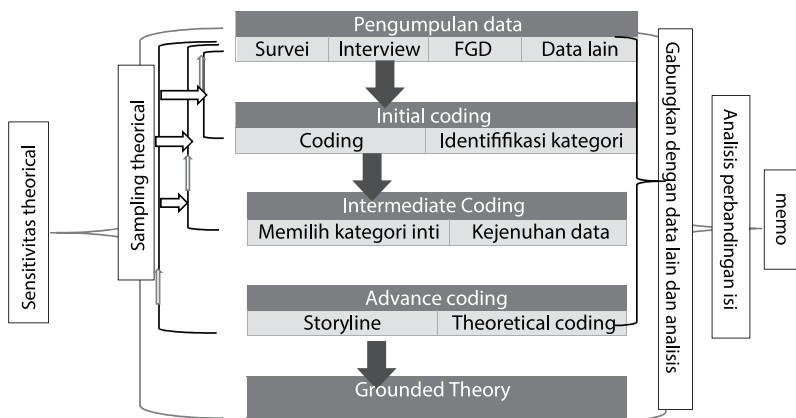 Pengumpulan data
Survei
Interview
FGD
Data lain
Initial coding
Coding
Identififikasi kategori
Intermediate Coding
Memilih kategori inti
Kejenuhan data
Advance coding
Storyline
Theoretical coding
Grounded Theory
Sensitivitas theorical
Sampling theorical
Gabungkan dengan data lain dan analisis
Analisis perbandingan isi
memo